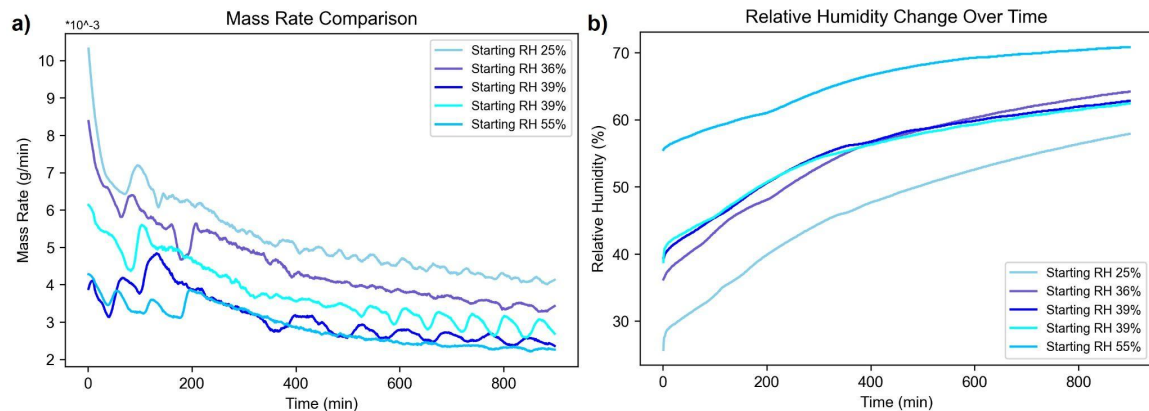 a)
Mass Rate Comparison
*10^-3
Mass Rate (g/min)
10
9
8
7
6
5
4
3
2
0
200
400
600
800
Time (min)
Starting RH 25%
Starting RH 36%
Starting RH 39%
Starting RH 39%
Starting RH 55%
b)
Relative Humidity Change Over Time
Relative Humidity (%)
70
60
50
40
30
0
200
400
600
800
Time (min)
Starting RH 25%
Starting RH 36%
Starting RH 39%
Starting RH 39%
Starting RH 55%